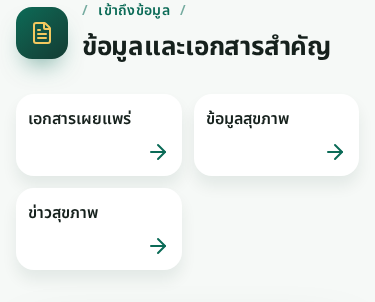 / เข้าถึงข้อมูล /
ข้อมูลและเอกสารสำคัญ
เอกสารเผยแพร่
ข้อมูลสุขภาพ
ข่าวสุขภาพ